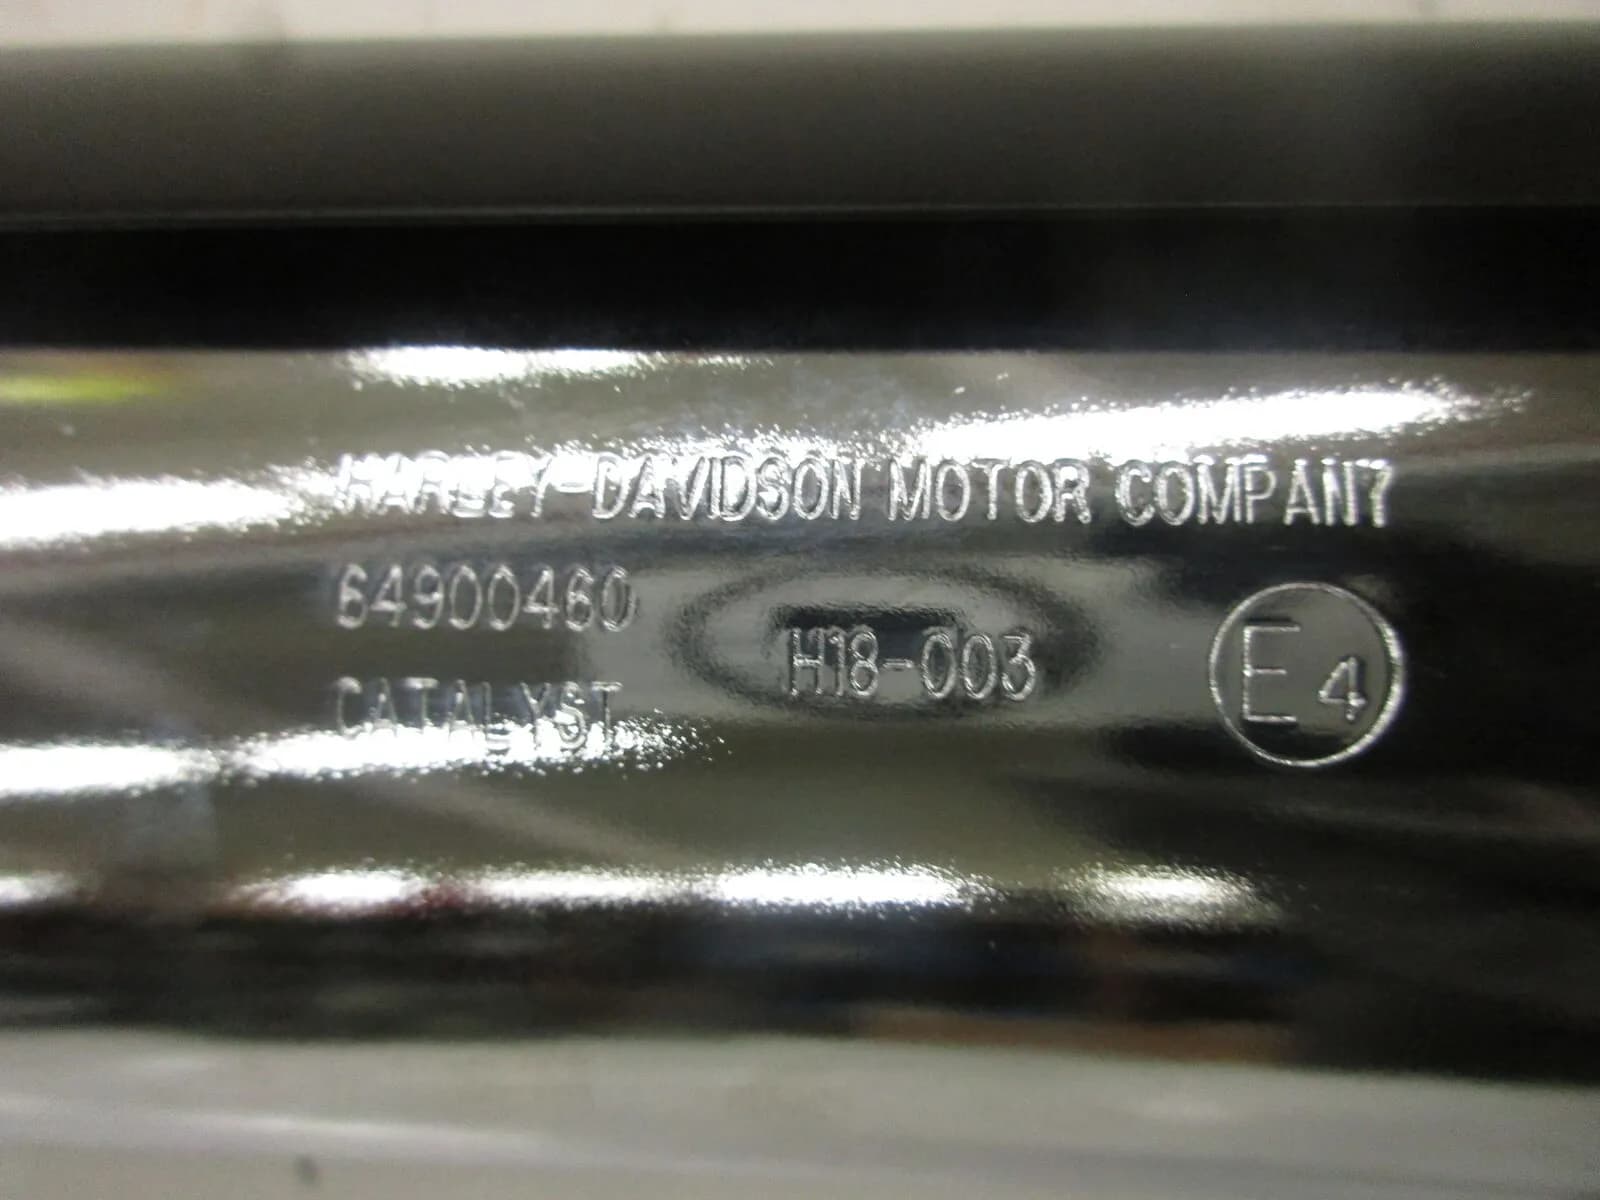 HARLEY-DAVIDSON MOTOR COMPANY
64900460
H18-003
E4
CATALYST